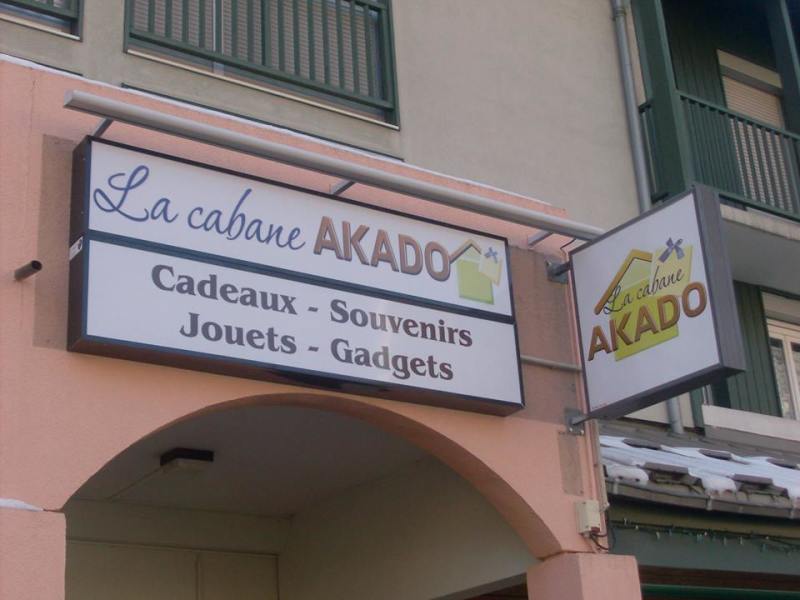 La cabane AKADO
Cadeaux - Souvenirs
Jouets - Gadgets
La cabane
AKADO